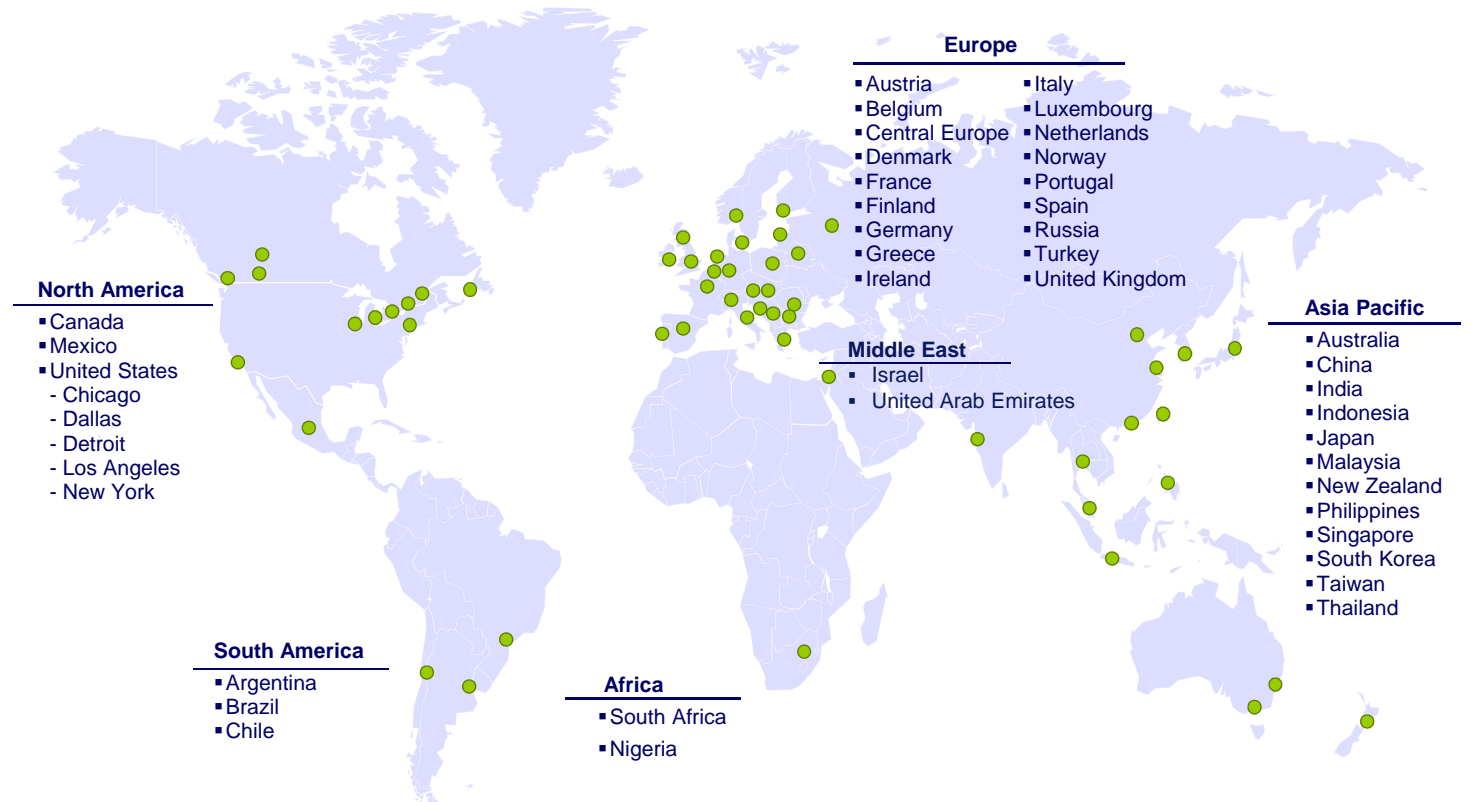 Europe
▪Austria
▪Belgium
▪Central Europe
▪Denmark
▪France
▪Finland
▪Germany
▪Greece
▪Ireland
▪Italy
▪Luxembourg
▪Netherlands
▪Norway
▪Portugal
▪Spain
▪Russia
▪Turkey
▪United Kingdom
North America
▪Canada
▪Mexico
▪United States
- Chicago
- Dallas
- Detroit
- Los Angeles
- New York
Middle East
▪ Israel
▪ United Arab Emirates
Asia Pacific
▪Australia
▪China
▪India
▪Indonesia
▪Japan
▪Malaysia
▪New Zealand
▪Philippines
▪Singapore
▪South Korea
▪Taiwan
▪Thailand
South America
▪Argentina
▪Brazil
▪Chile
Africa
▪South Africa
▪Nigeria